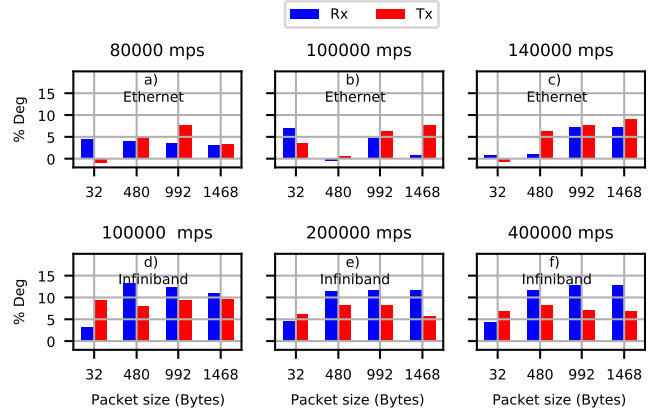 Rx Tx
80000 mps 100000 mps 140000 mps
a) b) c)
Ethernet Ethernet Ethernet
% Deg
15
10
5
0
32 480 992 1468 32 480 992 1468 32 480 992 1468
100000  mps 200000 mps 400000 mps
d) e) f)
Infiniband Infiniband Infiniband
% Deg
15
10
5
0
32 480 992 1468 32 480 992 1468 32 480 992 1468
Packet size (Bytes) Packet size (Bytes) Packet size (Bytes)